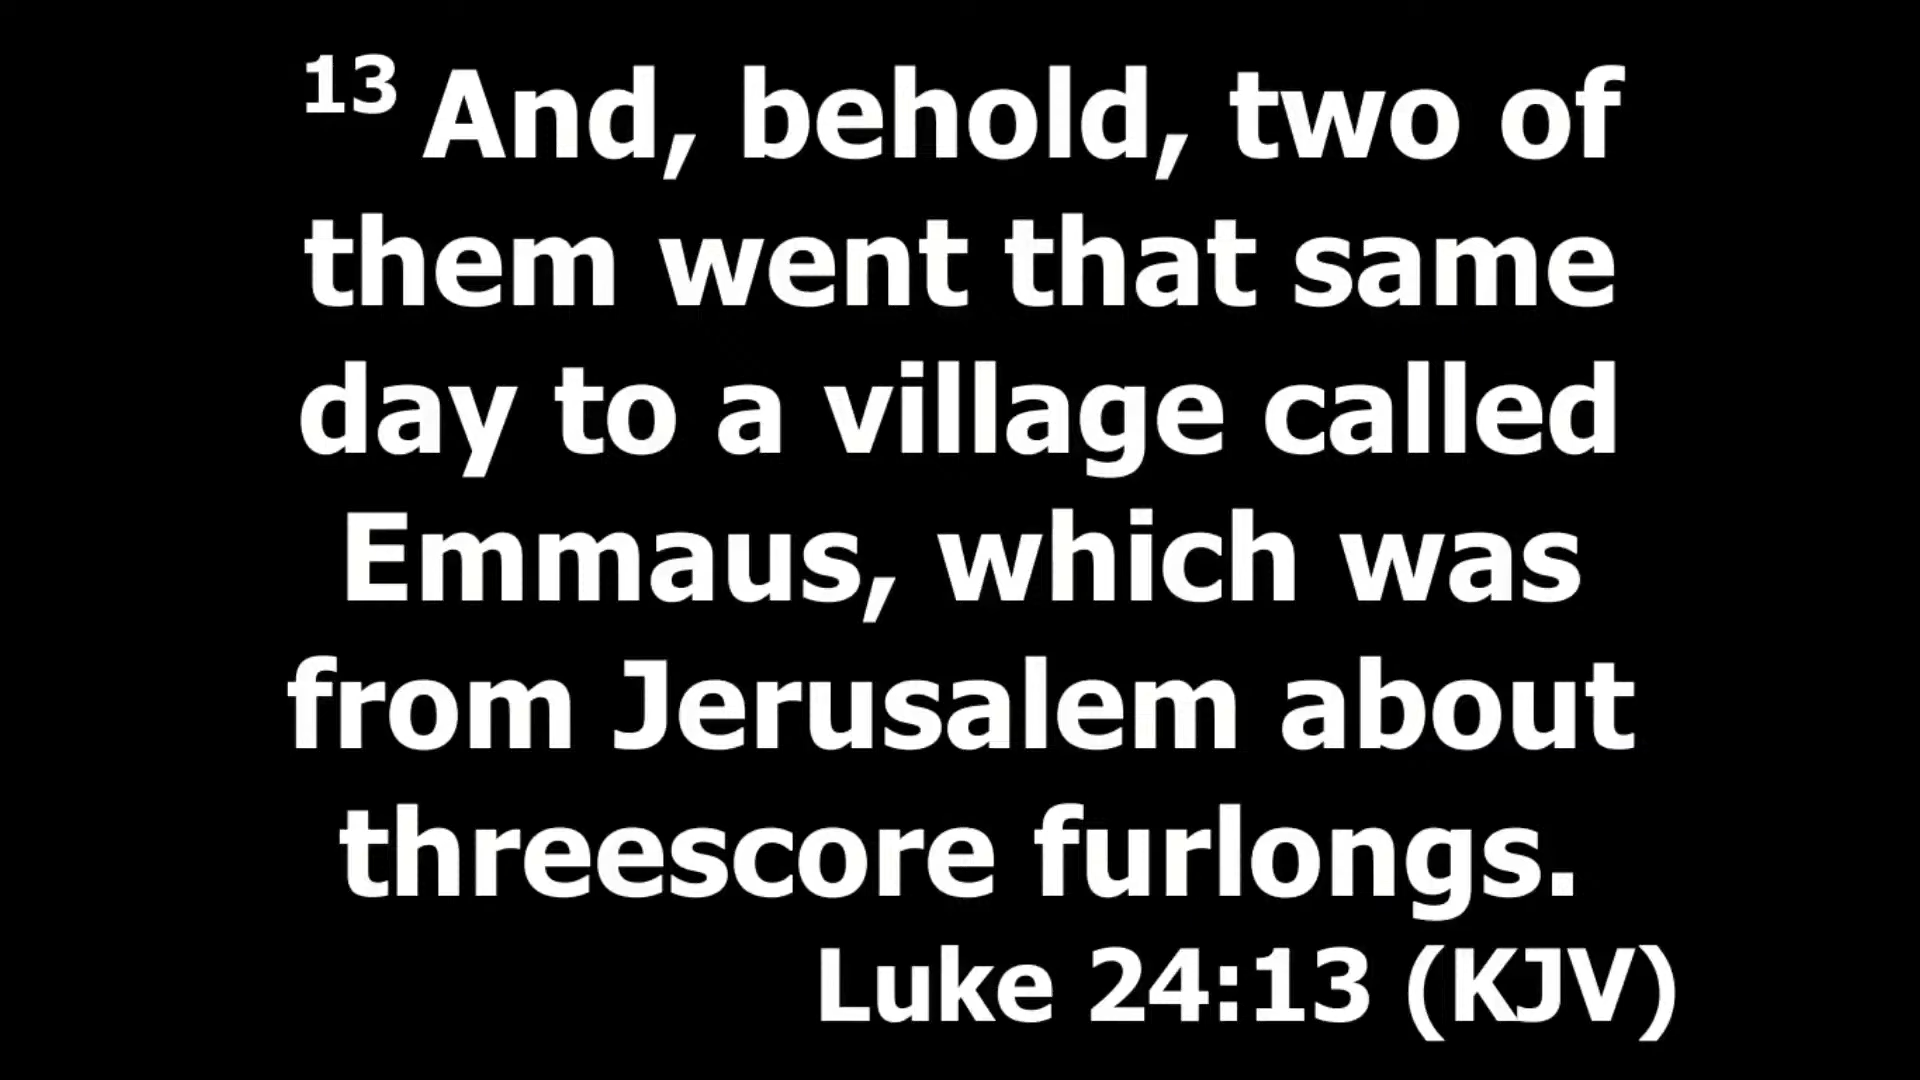 13 And, behold, two of
them went that same
day to a village called
Emmaus, which was
from Jerusalem about
threescore furlongs.
Luke 24:13 (KJV)